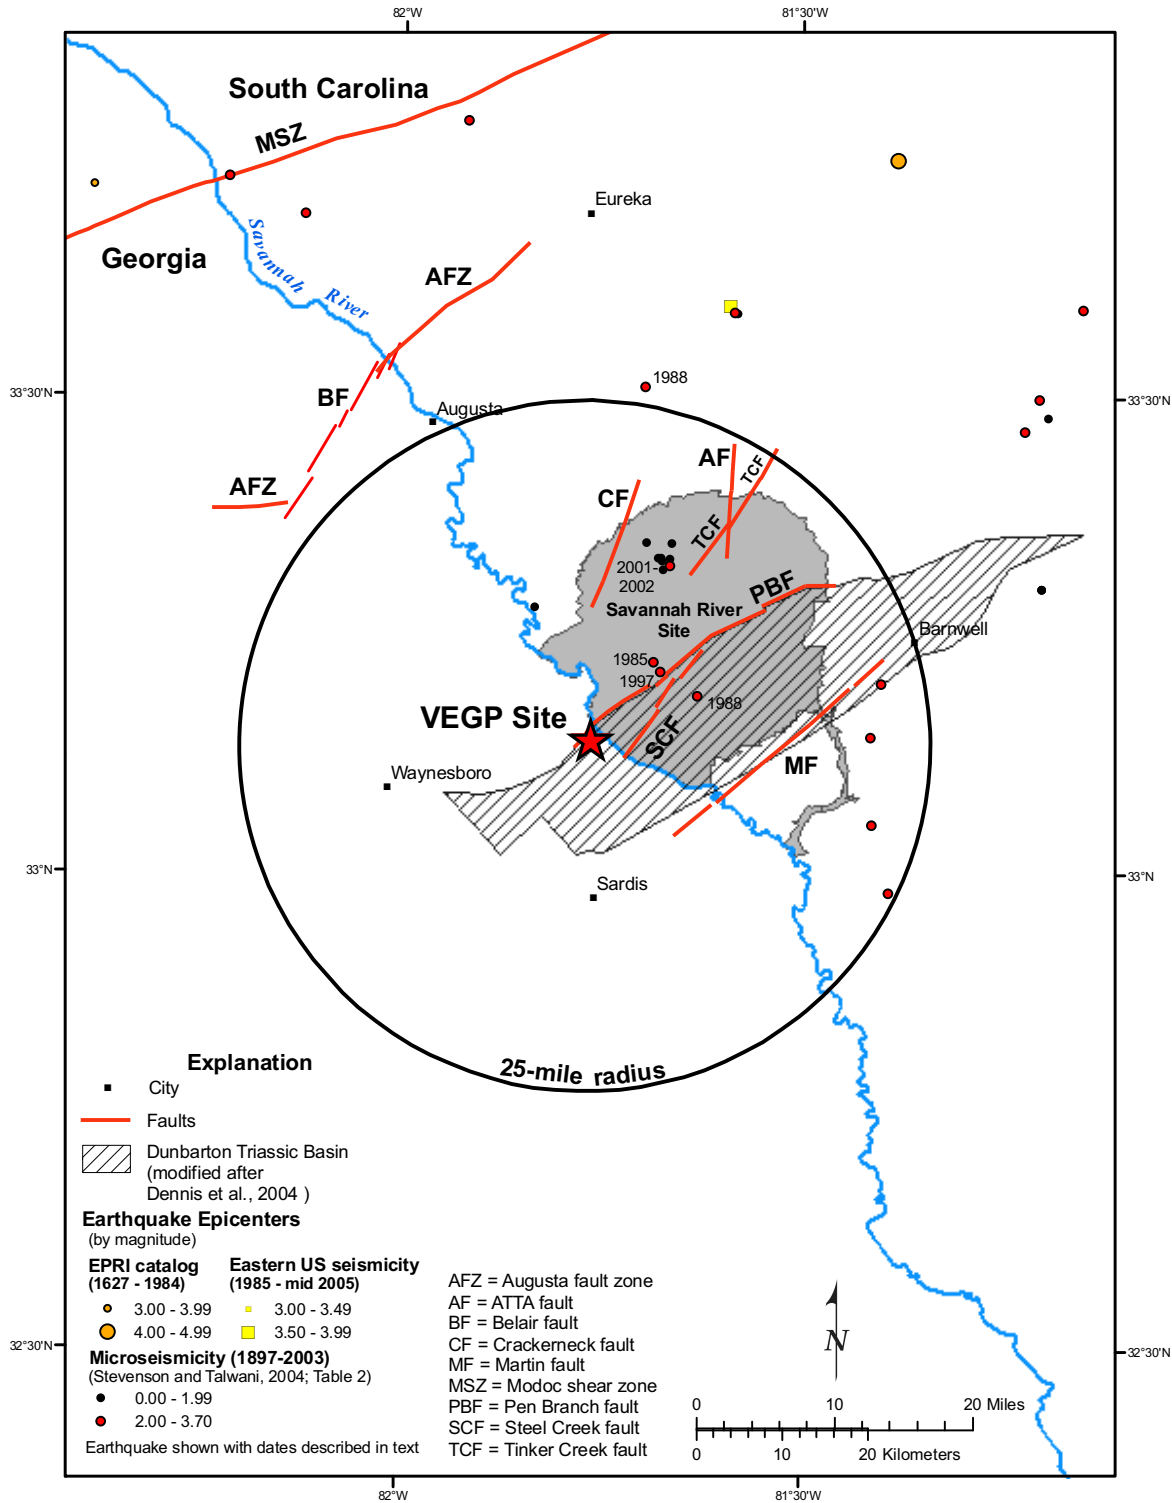 82°W
81°30'W
South Carolina
MSZ
Eureka
Savannah River
Georgia
AFZ
1988
33°30'N
33°30'N
BF
Augusta
AF
TCF
AFZ
CF
TCF
2001-
2002
PBF
Savannah River
Site
Barnwell
1985
1997
1988
VEGP Site
SCF
MF
Waynesboro
33°N
33°N
Sardis
25-mile radius
Explanation
City
Faults
Dunbarton Triassic Basin
(modified after
Dennis et al., 2004 )
Earthquake Epicenters
(by magnitude)
EPRI catalog
(1627 - 1984)
3.00 - 3.99
4.00 - 4.99
Eastern US seismicity
(1985 - mid 2005)
3.00 - 3.49
3.50 - 3.99
Microseismicity (1897-2003)
(Stevenson and Talwani, 2004; Table 2)
0.00 - 1.99
2.00 - 3.70
Earthquake shown with dates described in text
AFZ = Augusta fault zone
AF = ATTA fault
BF = Belair fault
CF = Crackerneck fault
MF = Martin fault
MSZ = Modoc shear zone
PBF = Pen Branch fault
SCF = Steel Creek fault
TCF = Tinker Creek fault
N
0 10 20 Miles
0 10 20 Kilometers
32°30'N
32°30'N
82°W
81°30'W